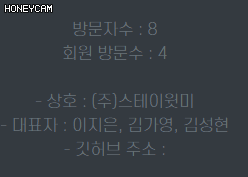 HONEYCAM
방문자수 : 8
회원 방문수 : 4
- 상호 : (주)스테이윗미
- 대표자 : 이지은, 김기영, 김성현
- 깃허브 주소 :